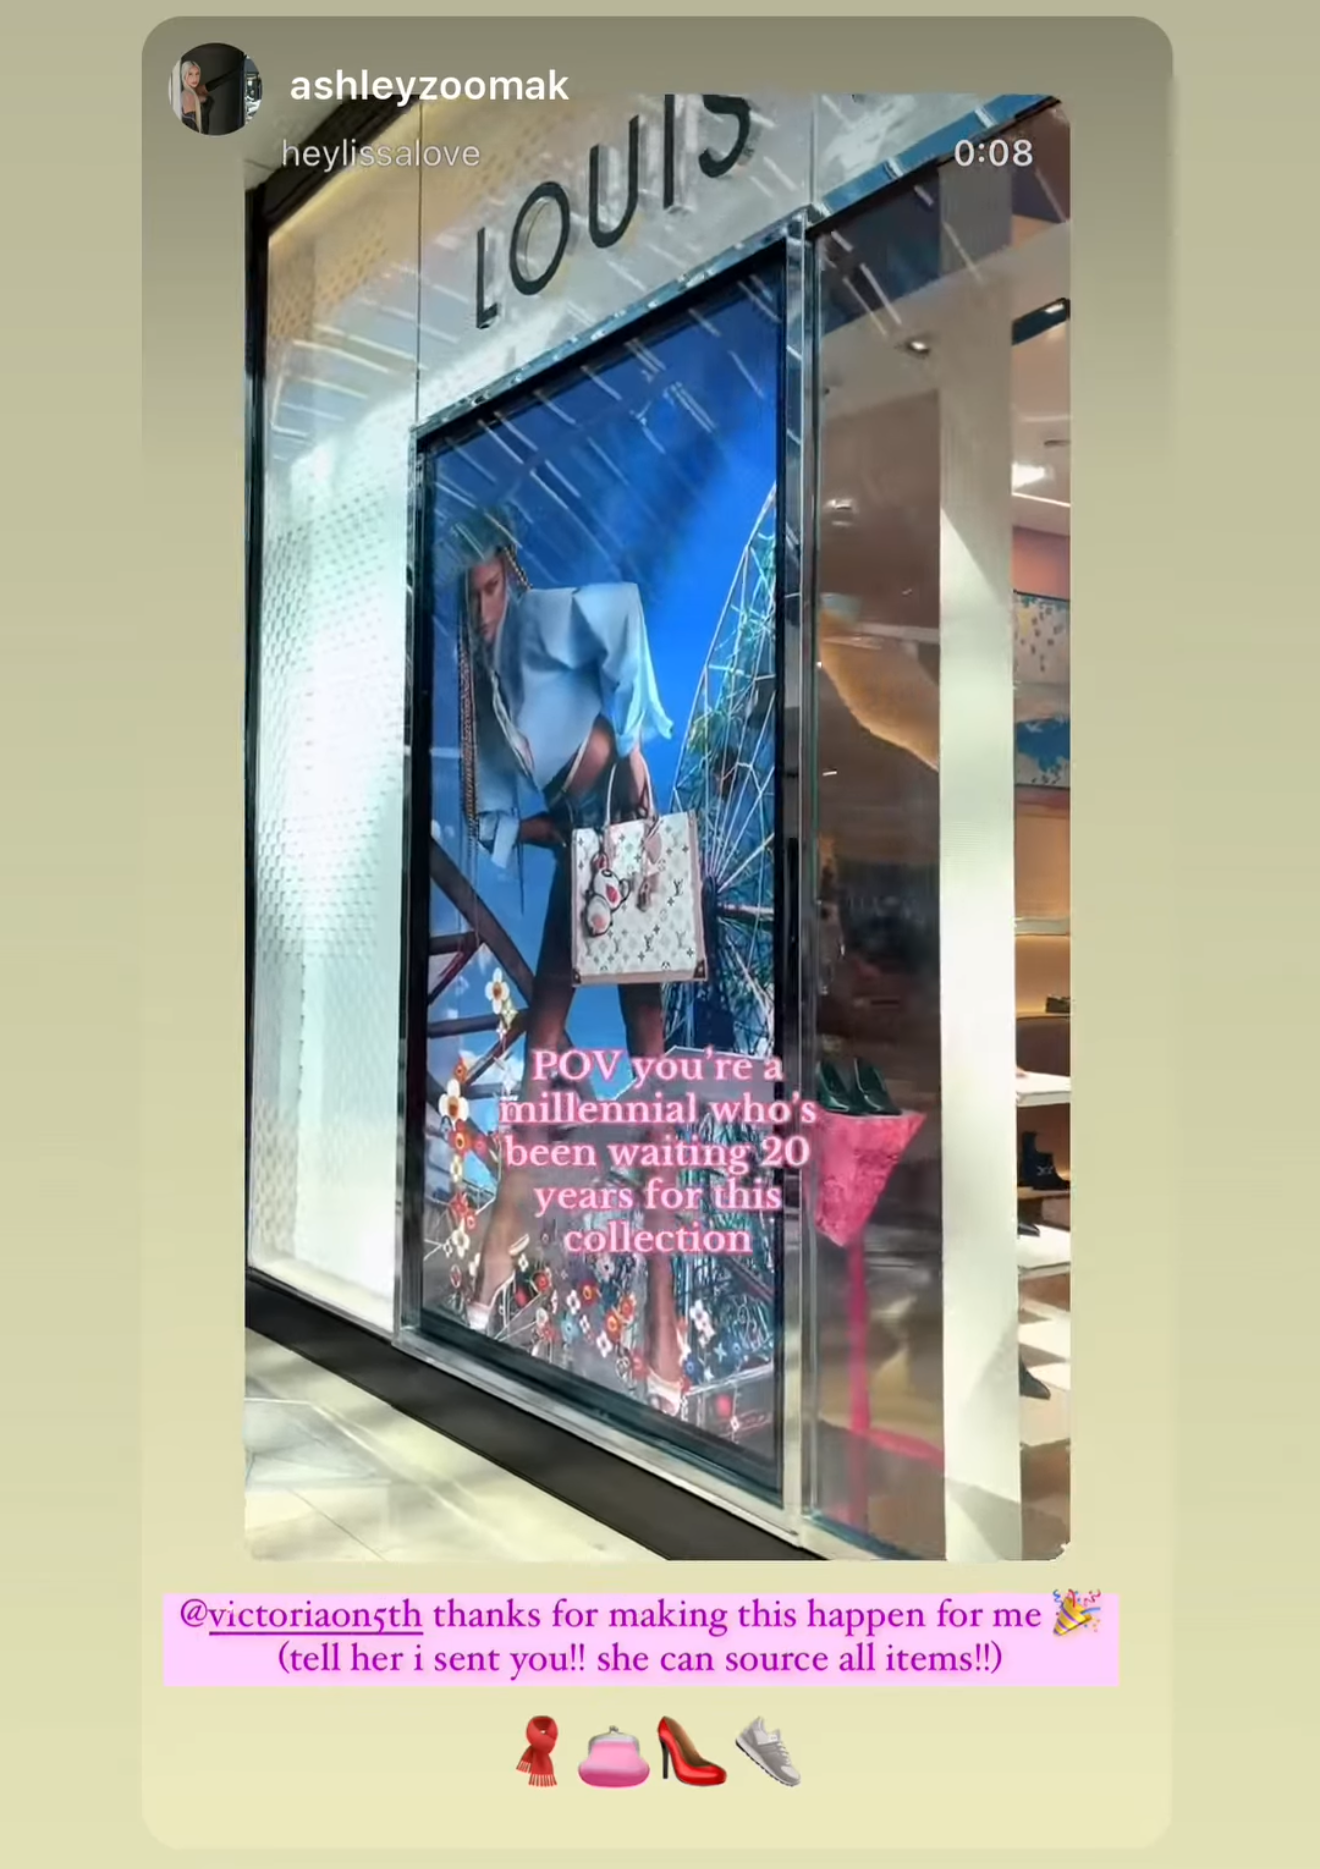 ashleyzoomak
heylissalove
0:08
LOUIS
POV you're a
millennial who's
been waiting 20
years for this
collection
@victoriaon5th thanks for making this happen for me 🎉
(tell her i sent you!! she can source all items!!)
🧣👛👠👟